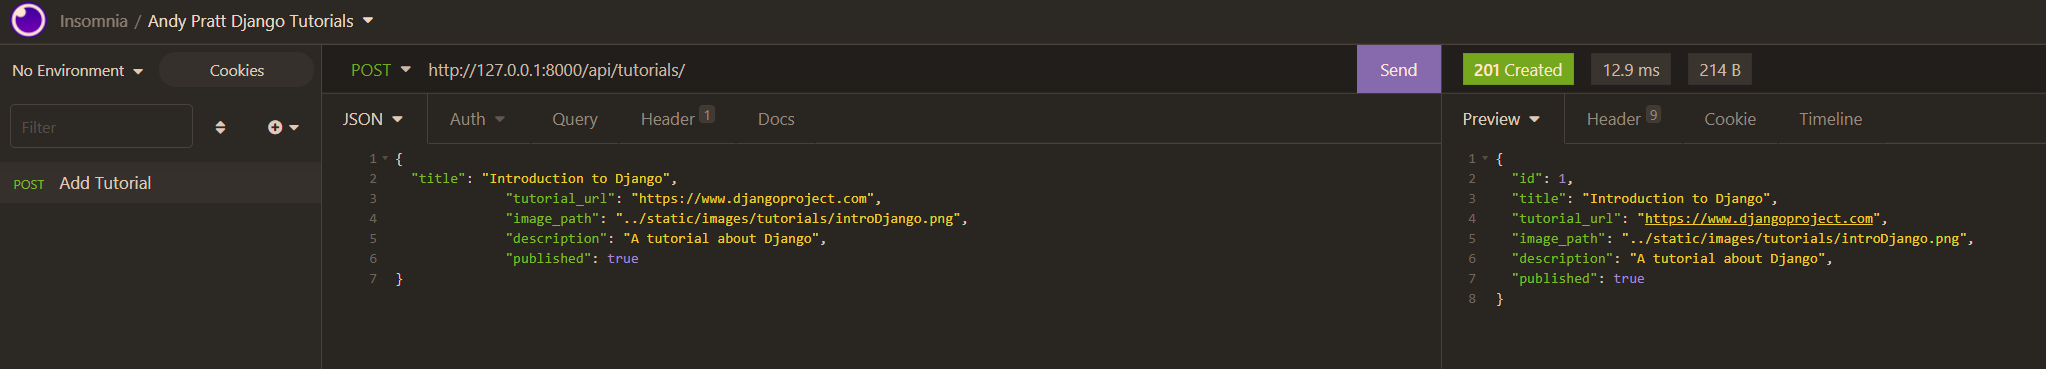 Insomnia / Andy Pratt Django Tutorials
No Environment
Cookies
Filter
POST Add Tutorial
POST http://127.0.0.1:8000/api/tutorials/ Send
JSON Auth Query Header 1 Docs
1 {
2 "title": "Introduction to Django",
3 "tutorial_url": "https://www.djangoproject.com",
4 "image_path": "../static/images/tutorials/introDjango.png",
5 "description": "A tutorial about Django",
6 "published": true
7 }
201 Created 12.9 ms 214 B
Preview Header 9 Cookie Timeline
1 {
2 "id": 1,
3 "title": "Introduction to Django",
4 "tutorial_url": "https://www.djangoproject.com",
5 "image_path": "../static/images/tutorials/introDjango.png",
6 "description": "A tutorial about Django",
7 "published": true
8 }